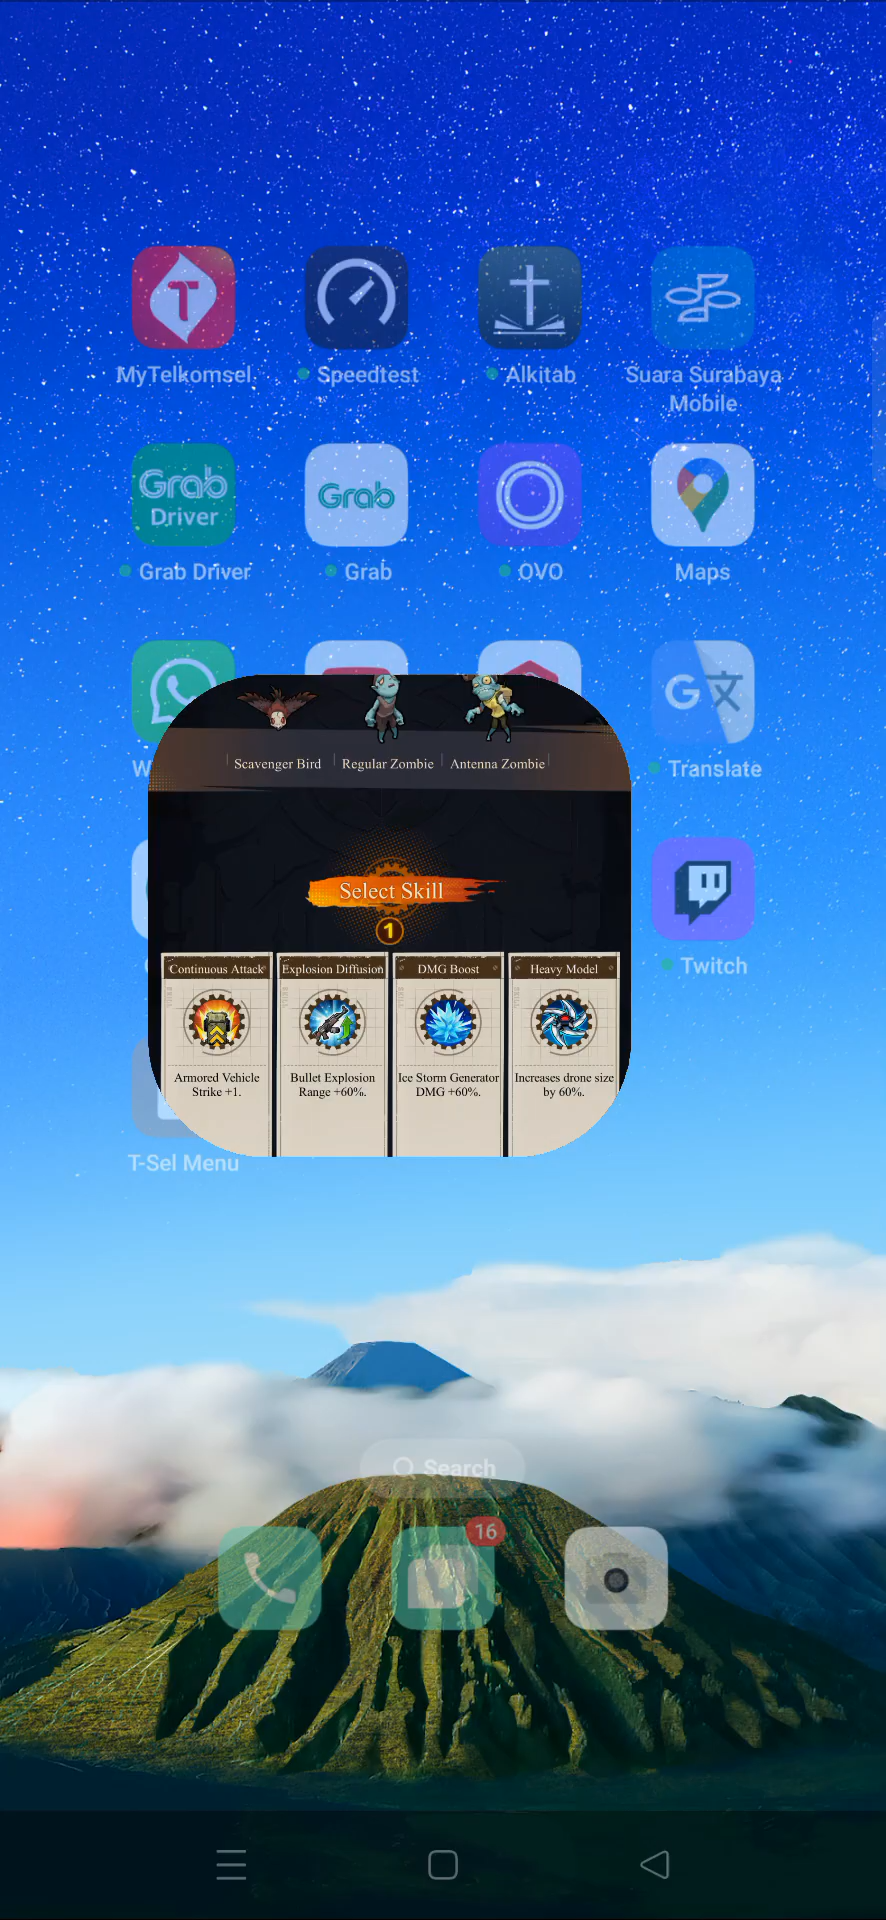 T
MyTelkomsel
Speedtest
Alkitab
Suara Surabaya
Mobile
Grab
Driver
Grab
Grab Driver
Grab
OVO
Maps
G 文
W
Translate
Scavenger Bird
Regular Zombie
Antenna Zombie
Select Skill
1
Twitch
Continuous Attack
Explosion Diffusion
DMG Boost
Heavy Model
Armored Vehicle
Strike +1.
Bullet Explosion
Range +60%.
Ice Storm Generator
DMG +60%.
Increases drone size
by 60%.
T-Sel Menu
Search
16